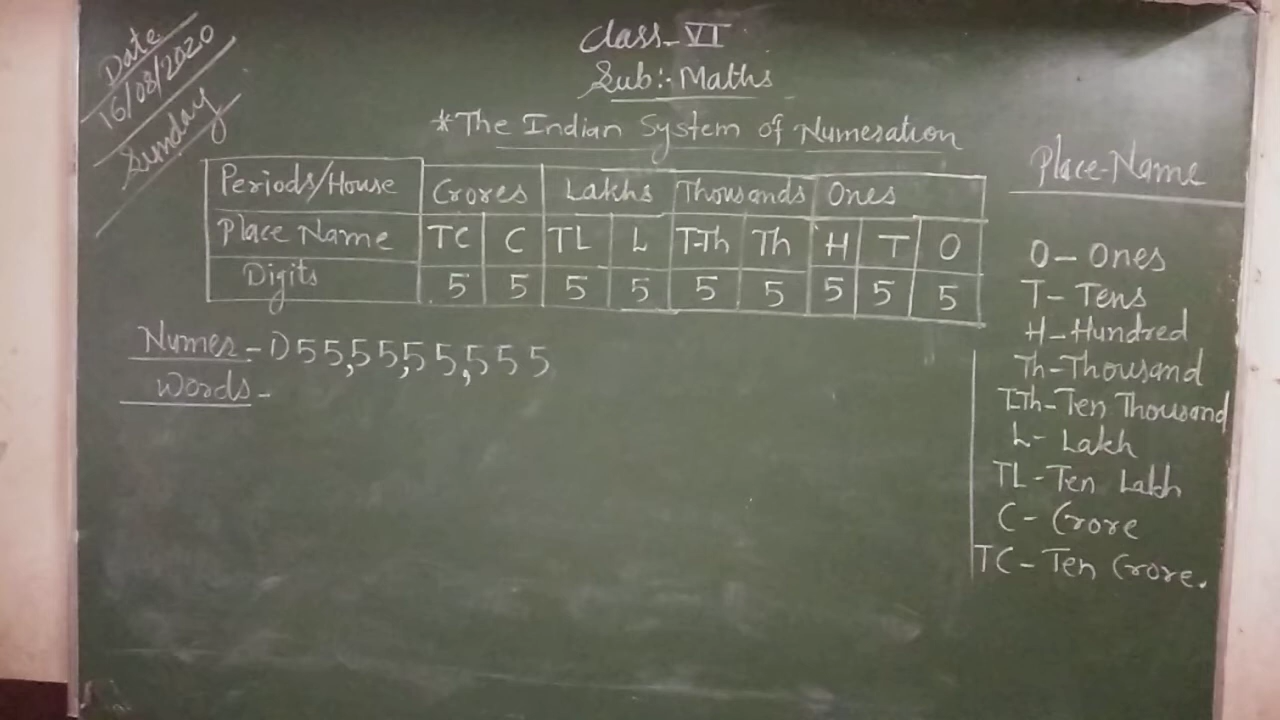 Date
16/08/2020
Sunday
Class-VI
Sub:- Maths
*The Indian System of Numeration
Periods/House Crores Lakhs Thousands Ones
Place Name TC C TL L T-Th Th H T O
Digits 5 5 5 5 5 5 5 5 5
Numer - 1) 55,55,55,555
Words -
Place-Name
O - Ones
T - Tens
H - Hundred
Th - Thousand
T-Th - Ten Thousand
L - Lakh
TL - Ten Lakh
C - Crore
TC - Ten Crore.